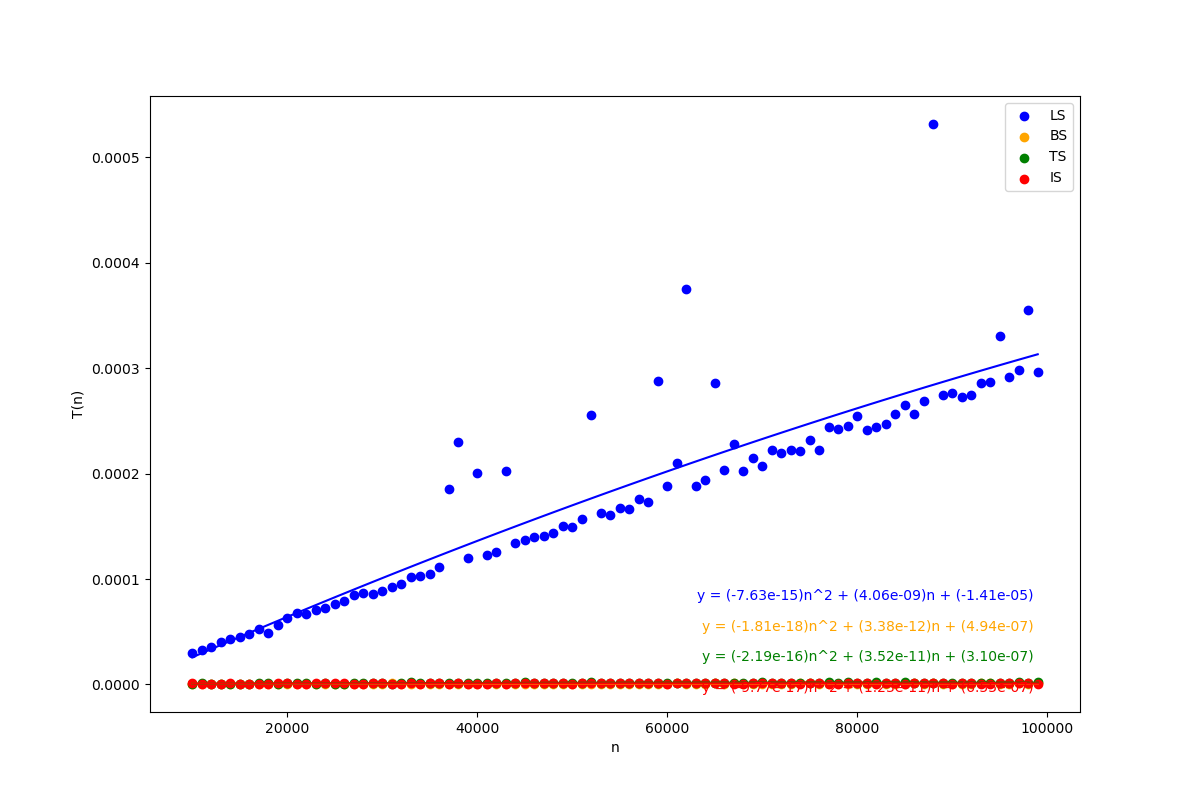 LS
BS
TS
IS
0.0005
0.0004
0.0003
0.0002
0.0001
0.0000
T(n)
y = (-7.63e-15)n^2 + (4.06e-09)n + (-1.41e-05)
y = (-1.81e-18)n^2 + (3.38e-12)n + (4.94e-07)
y = (-2.19e-16)n^2 + (3.52e-11)n + (3.10e-07)
20000
40000
60000
80000
100000
n